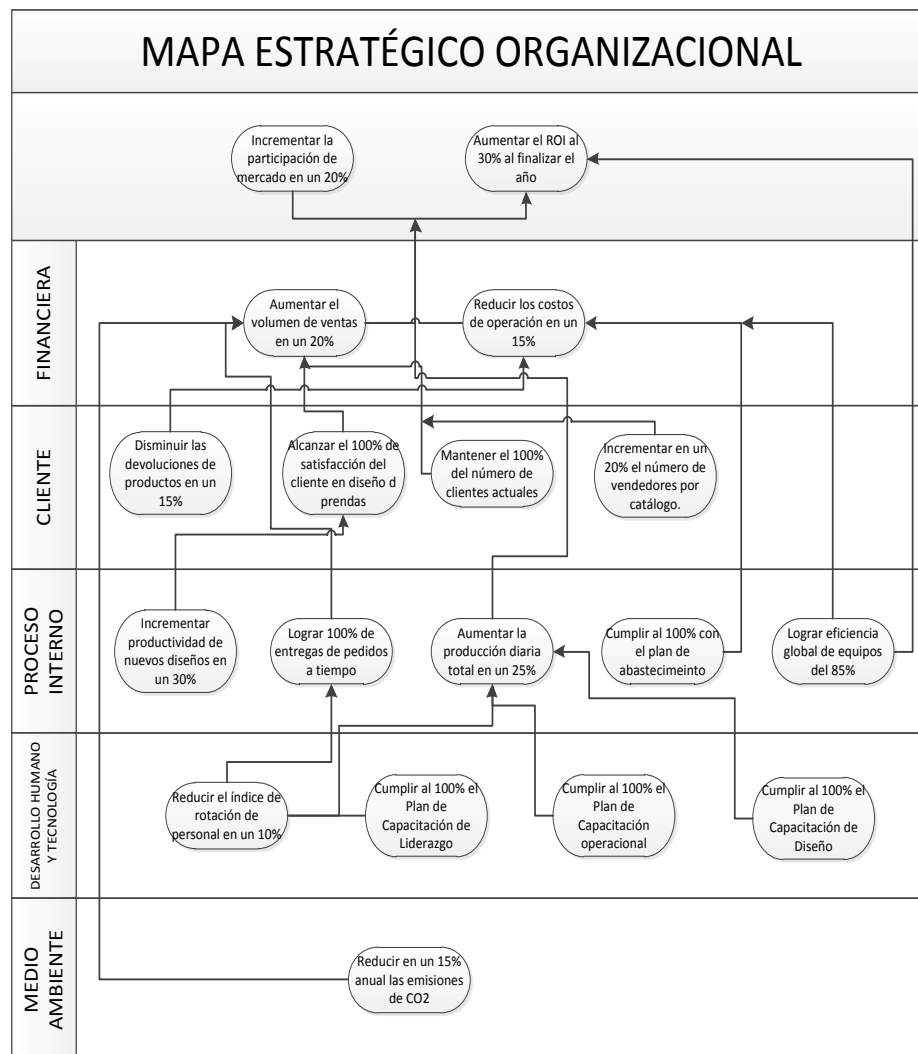 MAPA ESTRATÉGICO ORGANIZACIONAL
Incrementar la
participación de
mercado en un 20%
Aumentar el ROI al
30% al finalizar el
año
FINANCIERA
Aumentar el
volumen de ventas
en un 20%
Reducir los costos
de operación en un
15%
CLIENTE
Disminuir las
devoluciones de
productos en un
15%
Alcanzar el 100% de
satisfacción del
cliente en diseño d
prendas
Mantener el 100%
del número de
clientes actuales
Incrementar en un
20% el número de
vendedores por
catálogo.
PROCESO
INTERNO
Incrementar
productividad de
nuevos diseños en
un 30%
Lograr 100% de
entregas de pedidos
a tiempo
Aumentar la
producción diaria
total en un 25%
Cumplir al 100% con
el plan de
abastecimeinto
Lograr eficiencia
global de equipos
del 85%
DESARROLLO HUMANO
Y TECNOLOGÍA
Reducir el índice de
rotación de
personal en un 10%
Cumplir al 100% el
Plan de
Capacitación de
Liderazgo
Cumplir al 100% el
Plan de
Capacitación
operacional
Cumplir al 100% el
Plan de
Capacitación de
Diseño
MEDIO
AMBIENTE
Reducir en un 15%
anual las emisiones
de CO2